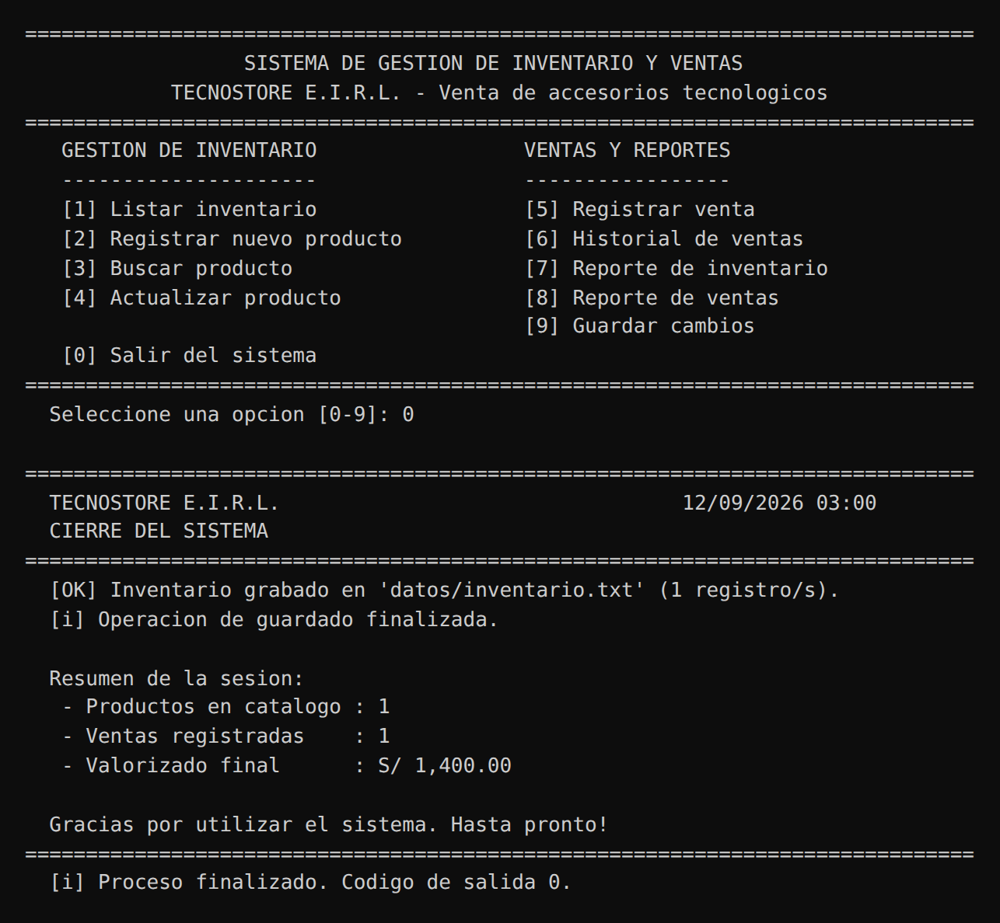 ==============================================================================
SISTEMA DE GESTION DE INVENTARIO Y VENTAS
TECNOSTORE E.I.R.L. - Venta de accesorios tecnologicos
==============================================================================
GESTION DE INVENTARIO                 VENTAS Y REPORTES
---------------------                 -----------------
[1] Listar inventario                 [5] Registrar venta
[2] Registrar nuevo producto          [6] Historial de ventas
[3] Buscar producto                   [7] Reporte de inventario
[4] Actualizar producto               [8] Reporte de ventas
[9] Guardar cambios
[0] Salir del sistema
==============================================================================
Seleccione una opcion [0-9]: 0
==============================================================================
TECNOSTORE E.I.R.L.                                 12/09/2026 03:00
CIERRE DEL SISTEMA
==============================================================================
[OK] Inventario grabado en 'datos/inventario.txt' (1 registro/s).
[i] Operacion de guardado finalizada.
Resumen de la sesion:
- Productos en catalogo : 1
- Ventas registradas    : 1
- Valorizado final      : S/ 1,400.00
Gracias por utilizar el sistema. Hasta pronto!
==============================================================================
[i] Proceso finalizado. Codigo de salida 0.